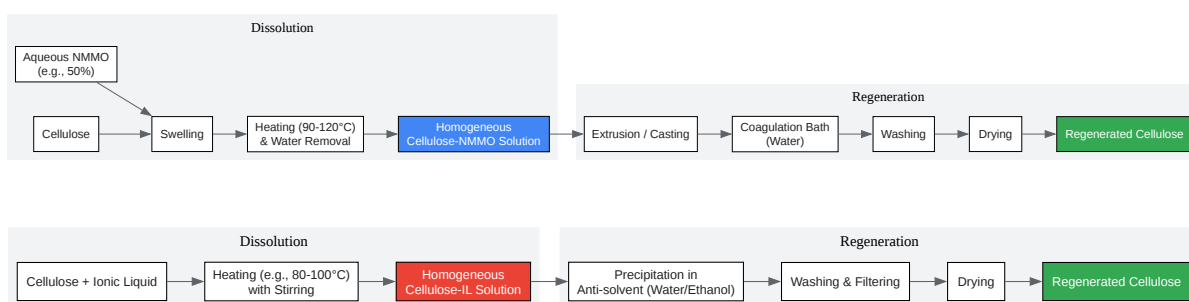 Dissolution
Aqueous NMMO
(e.g., 50%)
Cellulose
Swelling
Heating (90-120°C)
& Water Removal
Homogeneous
Cellulose-NMMO Solution
Regeneration
Extrusion / Casting
Coagulation Bath
(Water)
Washing
Drying
Regenerated Cellulose
Dissolution
Cellulose + Ionic Liquid
Heating (e.g., 80-100°C)
with Stirring
Homogeneous
Cellulose-IL Solution
Regeneration
Precipitation in
Anti-solvent (Water/Ethanol)
Washing & Filtering
Drying
Regenerated Cellulose